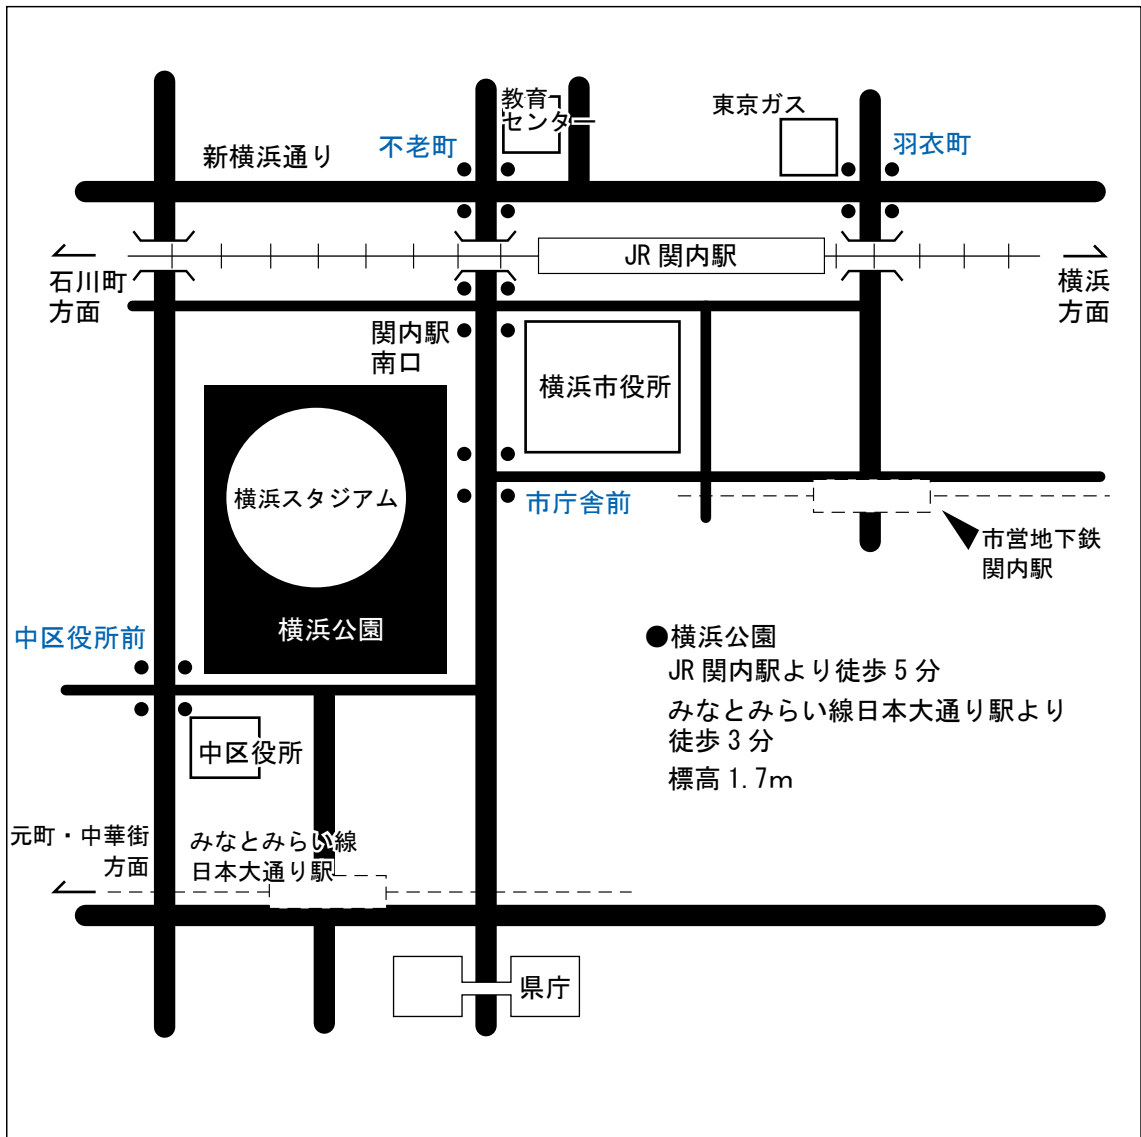 教育
センター
東京ガス
不老町
羽衣町
新横浜通り
JR 関内駅
石川町
方面
横浜
方面
関内駅
南口
横浜市役所
横浜スタジアム
市庁舎前
市営地下鉄
関内駅
横浜公園
中区役所前
●横浜公園
JR 関内駅より徒歩 5 分
みなとみらい線日本大通り駅より
徒歩 3 分
標高 1.7m
中区役所
元町・中華街
方面
みなとみらい線
日本大通り駅
県庁